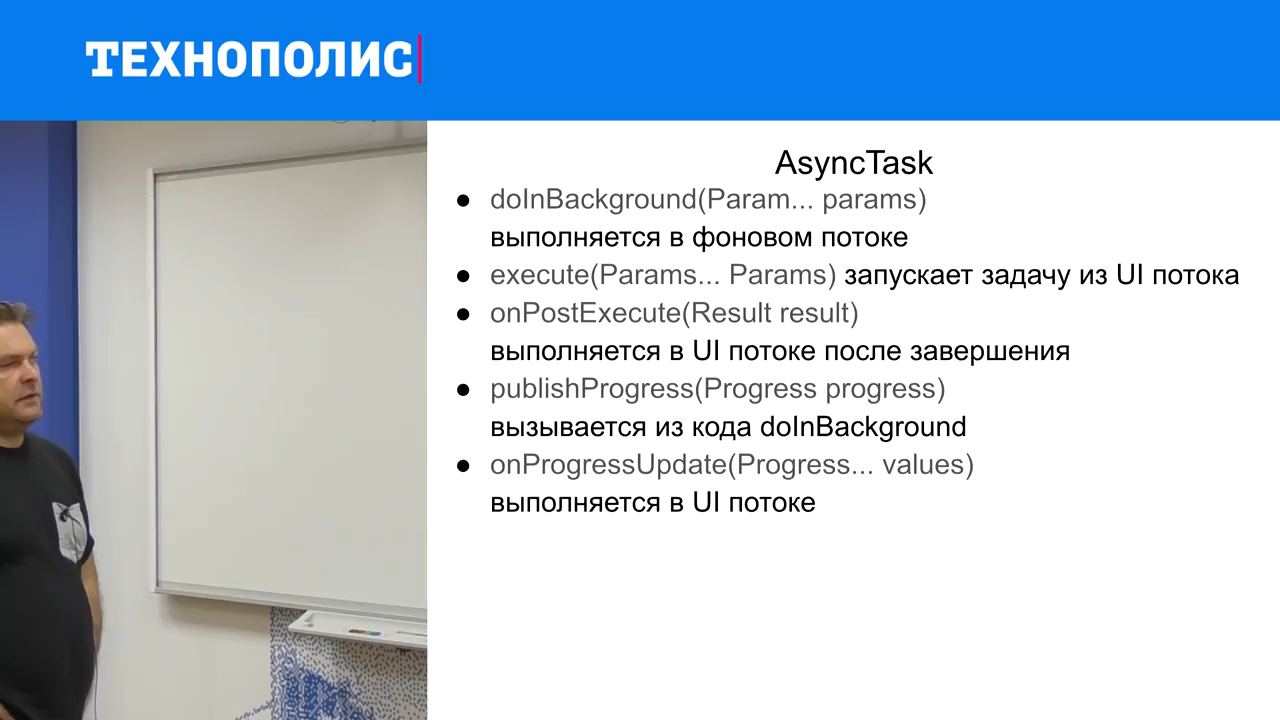 ТЕХНОПОЛИС
AsyncTask
● doInBackground(Param... params)
выполняется в фоновом потоке
● execute(Params... Params) запускает задачу из UI потока
● onPostExecute(Result result)
выполняется в UI потоке после завершения
● publishProgress(Progress progress)
вызывается из кода doInBackground
● onProgressUpdate(Progress... values)
выполняется в UI потоке